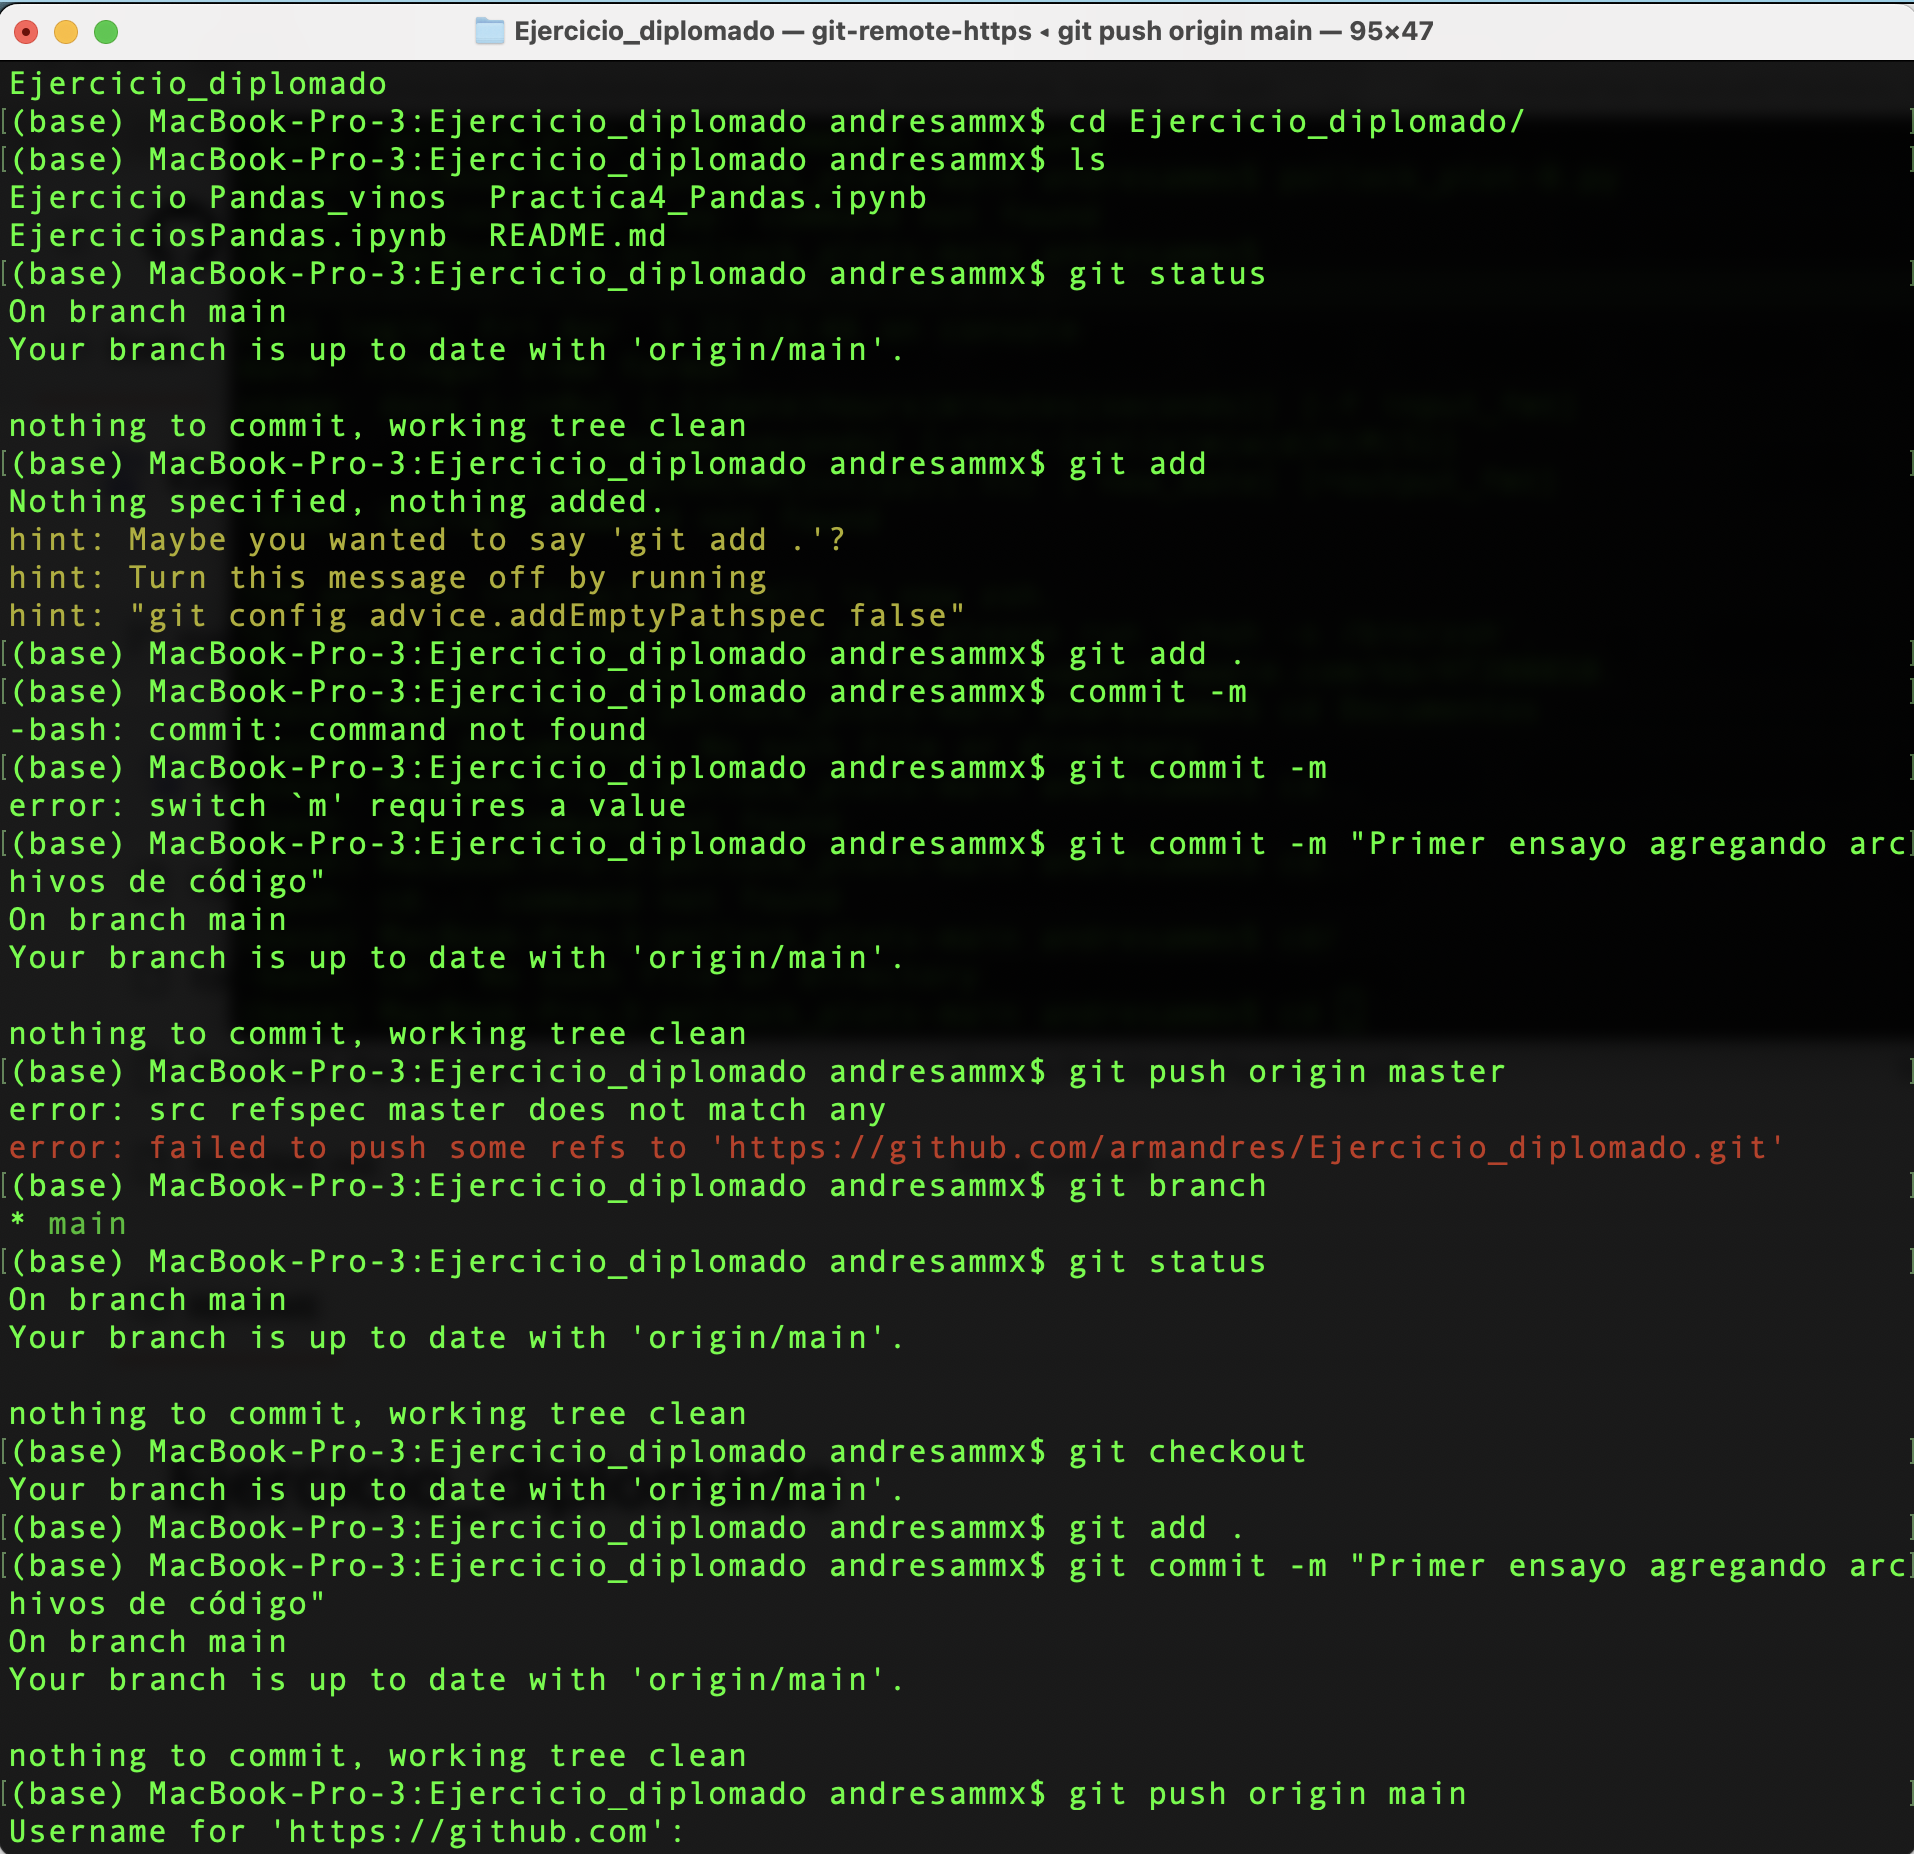 Ejercicio_diplomado — git-remote-https ◂ git push origin main — 95×47
Ejercicio_diplomado
(base) MacBook-Pro-3:Ejercicio_diplomado andresammx$ cd Ejercicio_diplomado/
(base) MacBook-Pro-3:Ejercicio_diplomado andresammx$ ls
Ejercicio Pandas_vinos  Practica4_Pandas.ipynb
EjerciciosPandas.ipynb  README.md
(base) MacBook-Pro-3:Ejercicio_diplomado andresammx$ git status
On branch main
Your branch is up to date with 'origin/main'.
nothing to commit, working tree clean
(base) MacBook-Pro-3:Ejercicio_diplomado andresammx$ git add
Nothing specified, nothing added.
hint: Maybe you wanted to say 'git add .'?
hint: Turn this message off by running
hint: "git config advice.addEmptyPathspec false"
(base) MacBook-Pro-3:Ejercicio_diplomado andresammx$ git add .
(base) MacBook-Pro-3:Ejercicio_diplomado andresammx$ commit -m
-bash: commit: command not found
(base) MacBook-Pro-3:Ejercicio_diplomado andresammx$ git commit -m
error: switch `m' requires a value
(base) MacBook-Pro-3:Ejercicio_diplomado andresammx$ git commit -m "Primer ensayo agregando arc
hivos de código"
On branch main
Your branch is up to date with 'origin/main'.
nothing to commit, working tree clean
(base) MacBook-Pro-3:Ejercicio_diplomado andresammx$ git push origin master
error: src refspec master does not match any
error: failed to push some refs to 'https://github.com/armandres/Ejercicio_diplomado.git'
(base) MacBook-Pro-3:Ejercicio_diplomado andresammx$ git branch
* main
(base) MacBook-Pro-3:Ejercicio_diplomado andresammx$ git status
On branch main
Your branch is up to date with 'origin/main'.
nothing to commit, working tree clean
(base) MacBook-Pro-3:Ejercicio_diplomado andresammx$ git checkout
Your branch is up to date with 'origin/main'.
(base) MacBook-Pro-3:Ejercicio_diplomado andresammx$ git add .
(base) MacBook-Pro-3:Ejercicio_diplomado andresammx$ git commit -m "Primer ensayo agregando arc
hivos de código"
On branch main
Your branch is up to date with 'origin/main'.
nothing to commit, working tree clean
(base) MacBook-Pro-3:Ejercicio_diplomado andresammx$ git push origin main
Username for 'https://github.com':